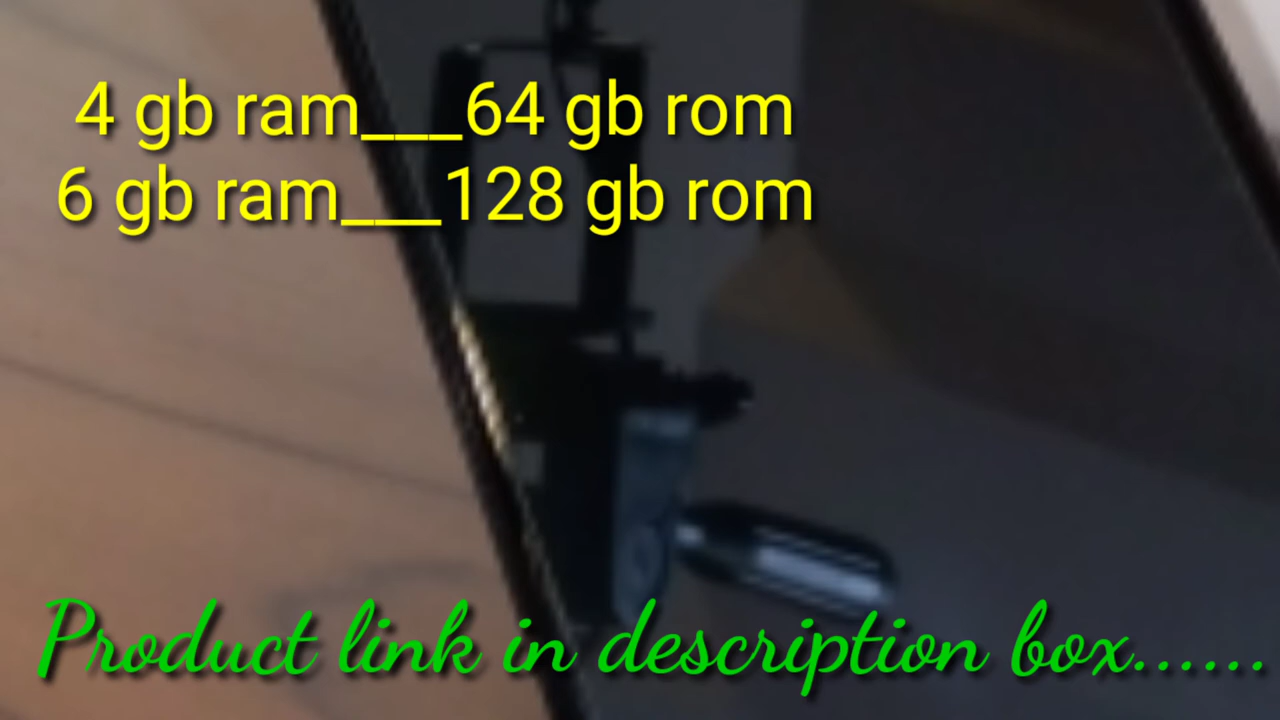 4 gb ram___64 gb rom
6 gb ram___128 gb rom
Product link in description box......